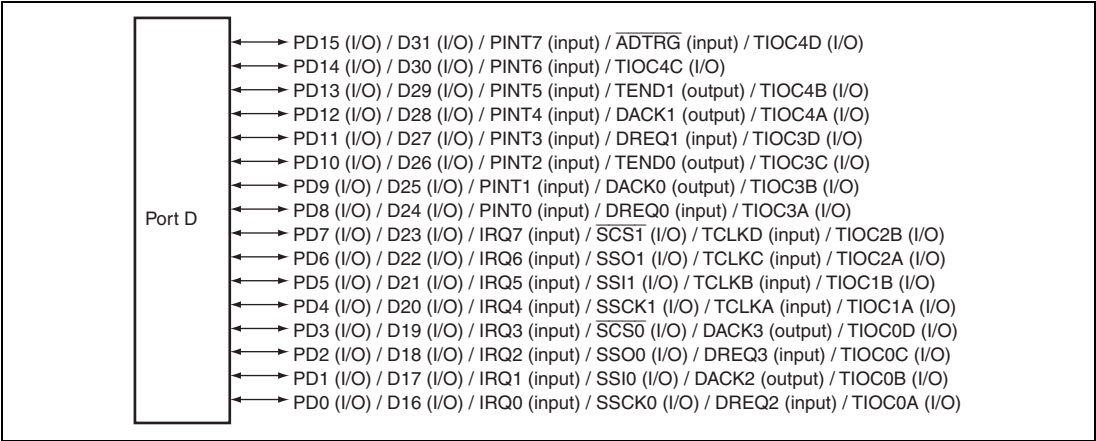 PD15 (I/O) / D31 (I/O) / PINT7 (input) / A̅D̅T̅R̅G̅ (input) / TIOC4D (I/O)
PD14 (I/O) / D30 (I/O) / PINT6 (input) / TIOC4C (I/O)
PD13 (I/O) / D29 (I/O) / PINT5 (input) / TEND1 (output) / TIOC4B (I/O)
PD12 (I/O) / D28 (I/O) / PINT4 (input) / DACK1 (output) / TIOC4A (I/O)
PD11 (I/O) / D27 (I/O) / PINT3 (input) / DREQ1 (input) / TIOC3D (I/O)
PD10 (I/O) / D26 (I/O) / PINT2 (input) / TEND0 (output) / TIOC3C (I/O)
PD9 (I/O) / D25 (I/O) / PINT1 (input) / DACK0 (output) / TIOC3B (I/O)
PD8 (I/O) / D24 (I/O) / PINT0 (input) / DREQ0 (input) / TIOC3A (I/O)
Port D
PD7 (I/O) / D23 (I/O) / IRQ7 (input) / S̅C̅S̅1̅ (I/O) / TCLKD (input) / TIOC2B (I/O)
PD6 (I/O) / D22 (I/O) / IRQ6 (input) / SSO1 (I/O) / TCLKC (input) / TIOC2A (I/O)
PD5 (I/O) / D21 (I/O) / IRQ5 (input) / SSI1 (I/O) / TCLKB (input) / TIOC1B (I/O)
PD4 (I/O) / D20 (I/O) / IRQ4 (input) / SSCK1 (I/O) / TCLKA (input) / TIOC1A (I/O)
PD3 (I/O) / D19 (I/O) / IRQ3 (input) / S̅C̅S̅0̅ (I/O) / DACK3 (output) / TIOC0D (I/O)
PD2 (I/O) / D18 (I/O) / IRQ2 (input) / SSO0 (I/O) / DREQ3 (input) / TIOC0C (I/O)
PD1 (I/O) / D17 (I/O) / IRQ1 (input) / SSI0 (I/O) / DACK2 (output) / TIOC0B (I/O)
PD0 (I/O) / D16 (I/O) / IRQ0 (input) / SSCK0 (I/O) / DREQ2 (input) / TIOC0A (I/O)